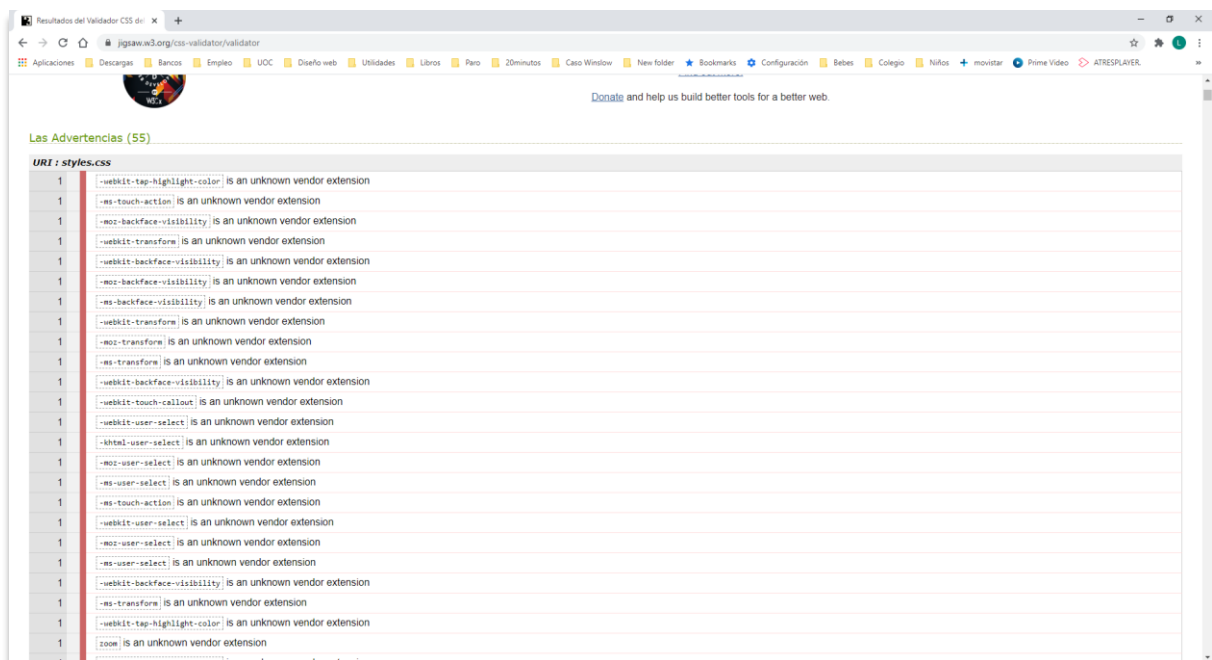 Resultados del Validador CSS del
jigsaw.w3.org/css-validator/validator
L
Aplicaciones Descargas Bancos Empleo UOC Diseño web Utilidades Libros Paro 20minutos Caso Winslow New folder Bookmarks Configuración Bebes Colegio Niños movistar Prime Video ATRESPLAYER. »
W3C
Donate and help us build better tools for a better web.
Las Advertencias (55)
URI : styles.css
1 -webkit-tap-highlight-color is an unknown vendor extension
1 -ms-touch-action is an unknown vendor extension
1 -moz-backface-visibility is an unknown vendor extension
1 -webkit-transform is an unknown vendor extension
1 -webkit-backface-visibility is an unknown vendor extension
1 -moz-backface-visibility is an unknown vendor extension
1 -ms-backface-visibility is an unknown vendor extension
1 -webkit-transform is an unknown vendor extension
1 -moz-transform is an unknown vendor extension
1 -ms-transform is an unknown vendor extension
1 -webkit-backface-visibility is an unknown vendor extension
1 -webkit-touch-callout is an unknown vendor extension
1 -webkit-user-select is an unknown vendor extension
1 -khtml-user-select is an unknown vendor extension
1 -moz-user-select is an unknown vendor extension
1 -ms-user-select is an unknown vendor extension
1 -ms-touch-action is an unknown vendor extension
1 -webkit-user-select is an unknown vendor extension
1 -moz-user-select is an unknown vendor extension
1 -ms-user-select is an unknown vendor extension
1 -webkit-backface-visibility is an unknown vendor extension
1 -ms-transform is an unknown vendor extension
1 -webkit-tap-highlight-color is an unknown vendor extension
1 zoom is an unknown vendor extension